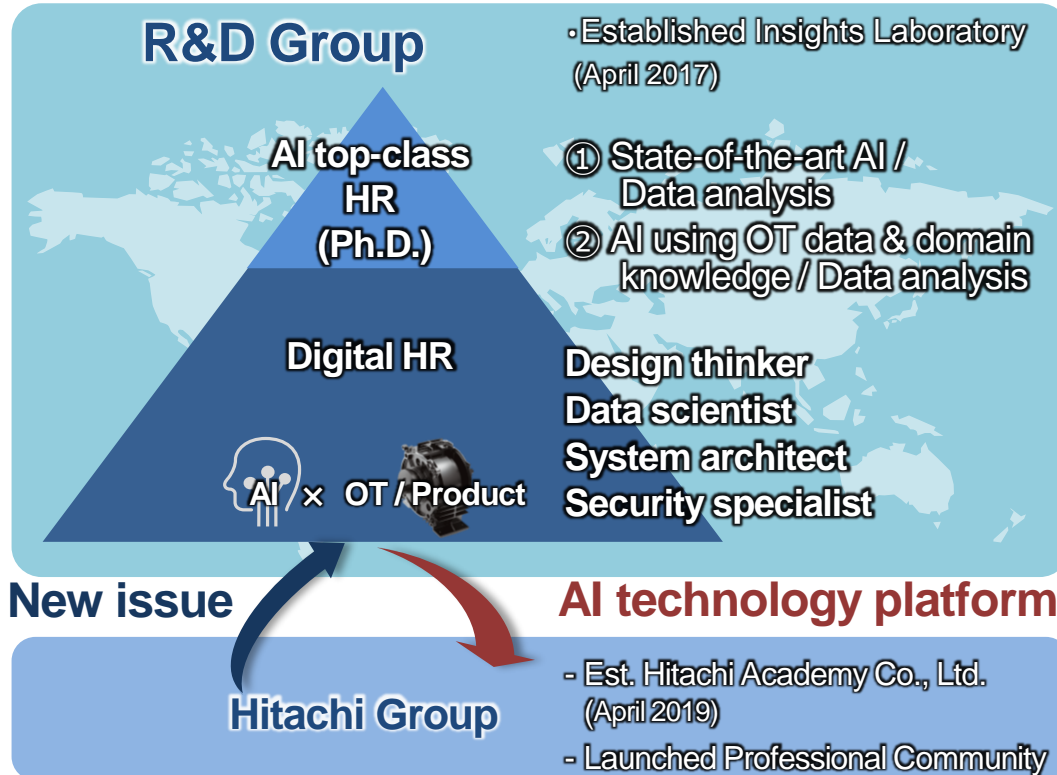 R&D Group
・Established Insights Laboratory
(April 2017)
AI top-class
HR
(Ph.D.)
① State-of-the-art AI /
Data analysis
② AI using OT data & domain
knowledge / Data analysis
Digital HR
Design thinker
Data scientist
System architect
Security specialist
AI × OT / Product
New issue
AI technology platform
Hitachi Group
- Est. Hitachi Academy Co., Ltd.
(April 2019)
- Launched Professional Community